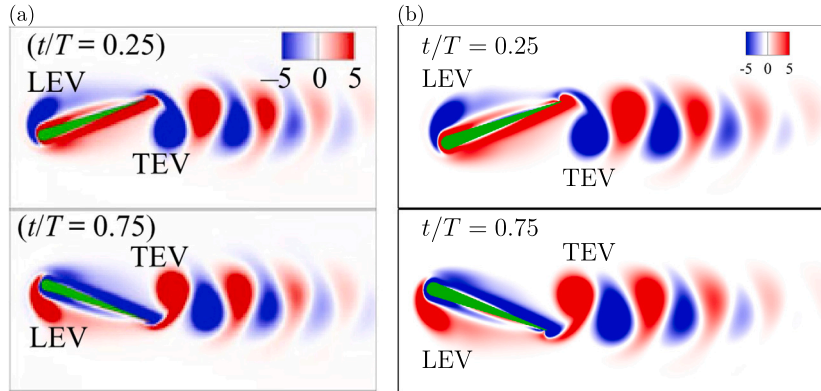 (a)
(t/T = 0.25)
LEV
–5 0 5
TEV
(t/T = 0.75)
TEV
LEV
(b)
t/T = 0.25
LEV
-5 0 5
TEV
t/T = 0.75
TEV
LEV